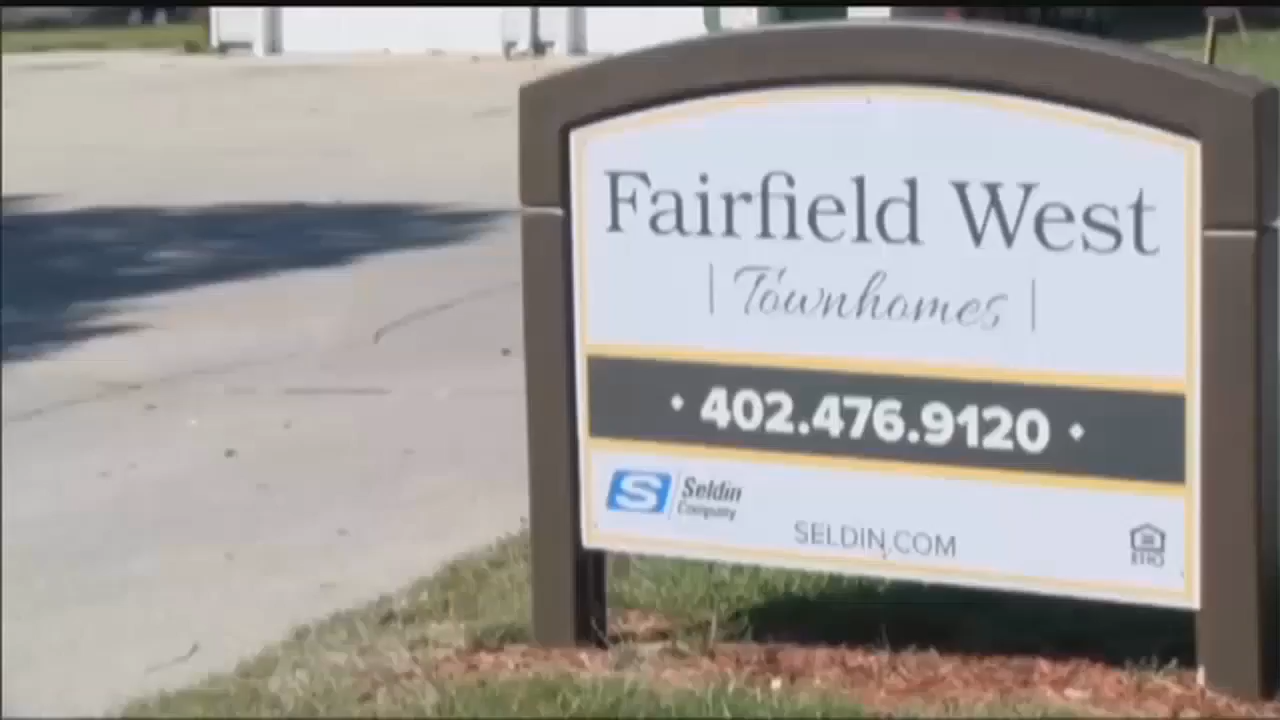 Fairfield West
| Townhomes |
• 402.476.9120 •
Seldin
Company
SELDIN.COM